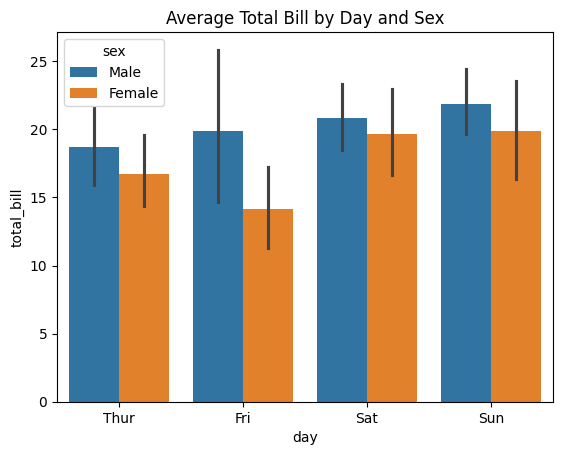 Average Total Bill by Day and Sex
sex
Male
Female
total_bill
25
20
15
10
5
0
Thur Fri Sat Sun
day